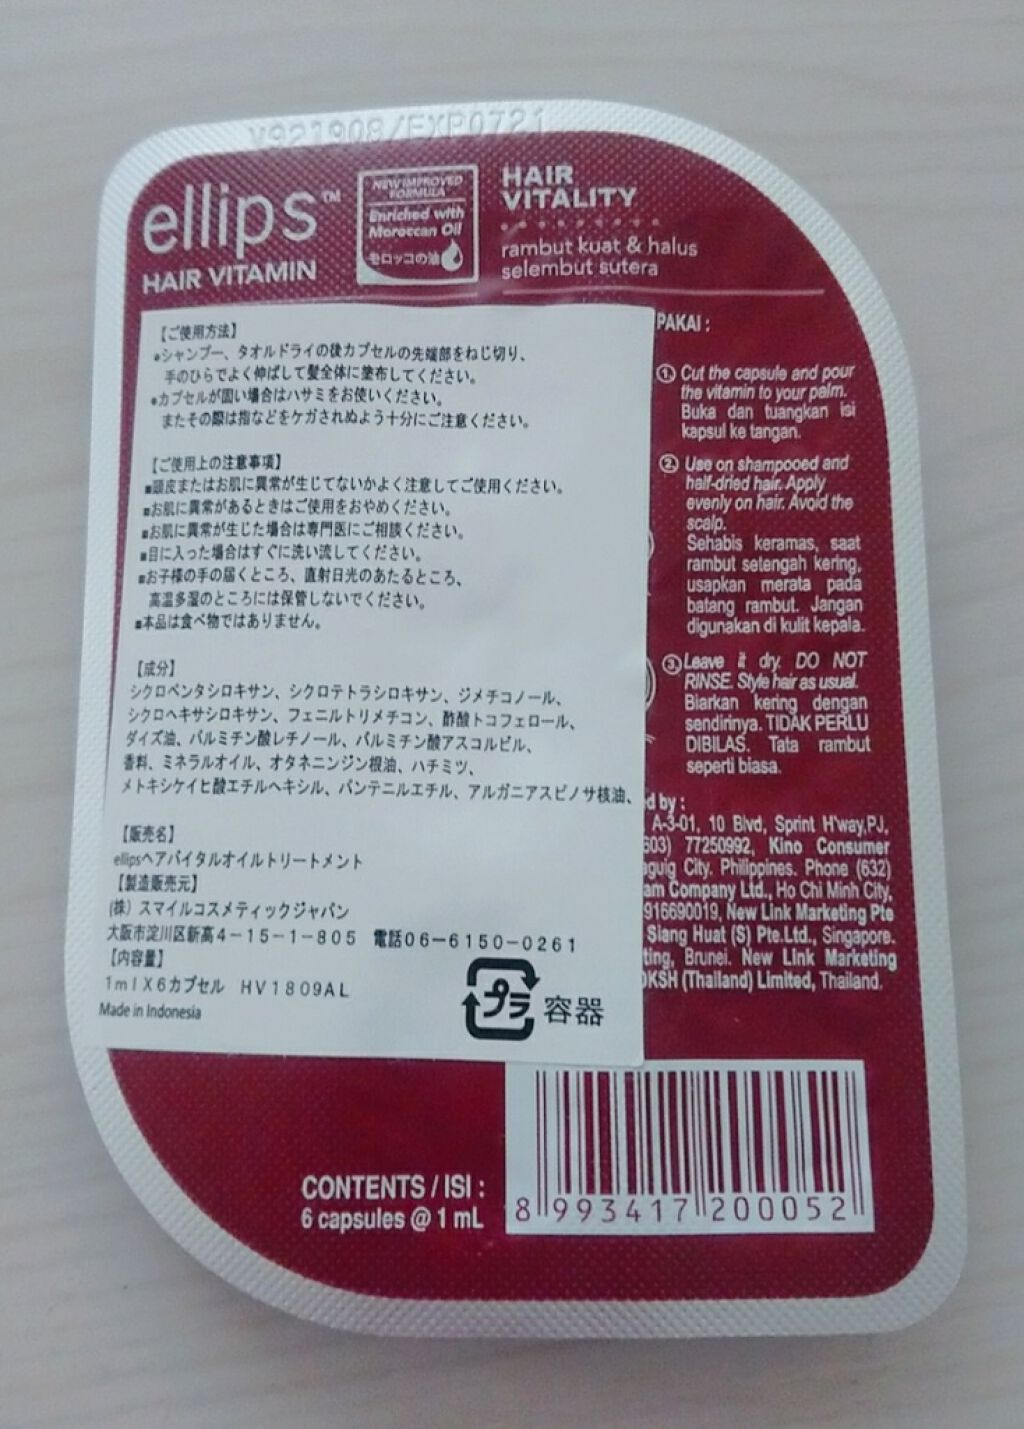 Y921908/EXP0721
ellips™
HAIR VITAMIN
NEW IMPROVED
FORMULA
Enriched with
Moroccan Oil
モロッコの油
HAIR
VITALITY
rambut kuat & halus
selembut sutera
【ご使用方法】
•シャンプー、タオルドライの後カプセルの先端部をねじ切り、
手のひらでよく伸ばして髪全体に塗布してください。
•カプセルが固い場合はハサミをお使いください。
またその際は指などをケガされぬよう十分にご注意ください。
【ご使用上の注意事項】
■頭皮またはお肌に異常が生じてないかよく注意してご使用ください。
■お肌に異常があるときはご使用をおやめください。
■お肌に異常が生じた場合は専門医にご相談ください。
■目に入った場合はすぐに洗い流してください。
■お子様の手の届くところ、直射日光のあたるところ、
高温多湿のところには保管しないでください。
■本品は食べ物ではありません。
【成分】
シクロペンタシロキサン、シクロテトラシロキサン、ジメチコノール、
シクロヘキサシロキサン、フェニルトリメチコン、酢酸トコフェロール、
ダイズ油、パルミチン酸レチノール、パルミチン酸アスコルビル、
香料、ミネラルオイル、オタネニンジン根油、ハチミツ、
メトキシケイヒ酸エチルヘキシル、パンテニルエチル、アルガニアスピノサ核油、
【販売名】
ellipsヘアバイタルオイルトリートメント
【製造販売元】
(株) スマイルコスメティックジャパン
大阪市淀川区新高4-15-1-805 電話06-6150-0261
【内容量】
1mlX6カプセル HV1809AL
Made in Indonesia
プラ 容器
PAKAI :
① Cut the capsule and pour
the vitamin to your palm.
Buka dan tuangkan isi
kapsul ke tangan.
② Use on shampooed and
half-dried hair. Apply
evenly on hair. Avoid the
scalp.
Sehabis keramas, saat
rambut setengah kering,
usapkan merata pada
batang rambut. Jangan
digunakan di kulit kepala.
③ Leave it dry. DO NOT
RINSE. Style hair as usual.
Biarkan kering dengan
sendirinya. TIDAK PERLU
DIBILAS. Tata rambut
seperti biasa.
d by :
A-3-01, 10 Blvd, Sprint H'way,PJ,
603) 77250992, Kino Consumer
aguig City. Philippines. Phone (632)
am Company Ltd., Ho Chi Minh City,
916690019, New Link Marketing Pte
Siang Huat (S) Pte.Ltd., Singapore.
ting, Brunei. New Link Marketing
DKSH (Thailand) Limited, Thailand.
CONTENTS / ISI :
6 capsules @ 1 mL
8 993417 200052